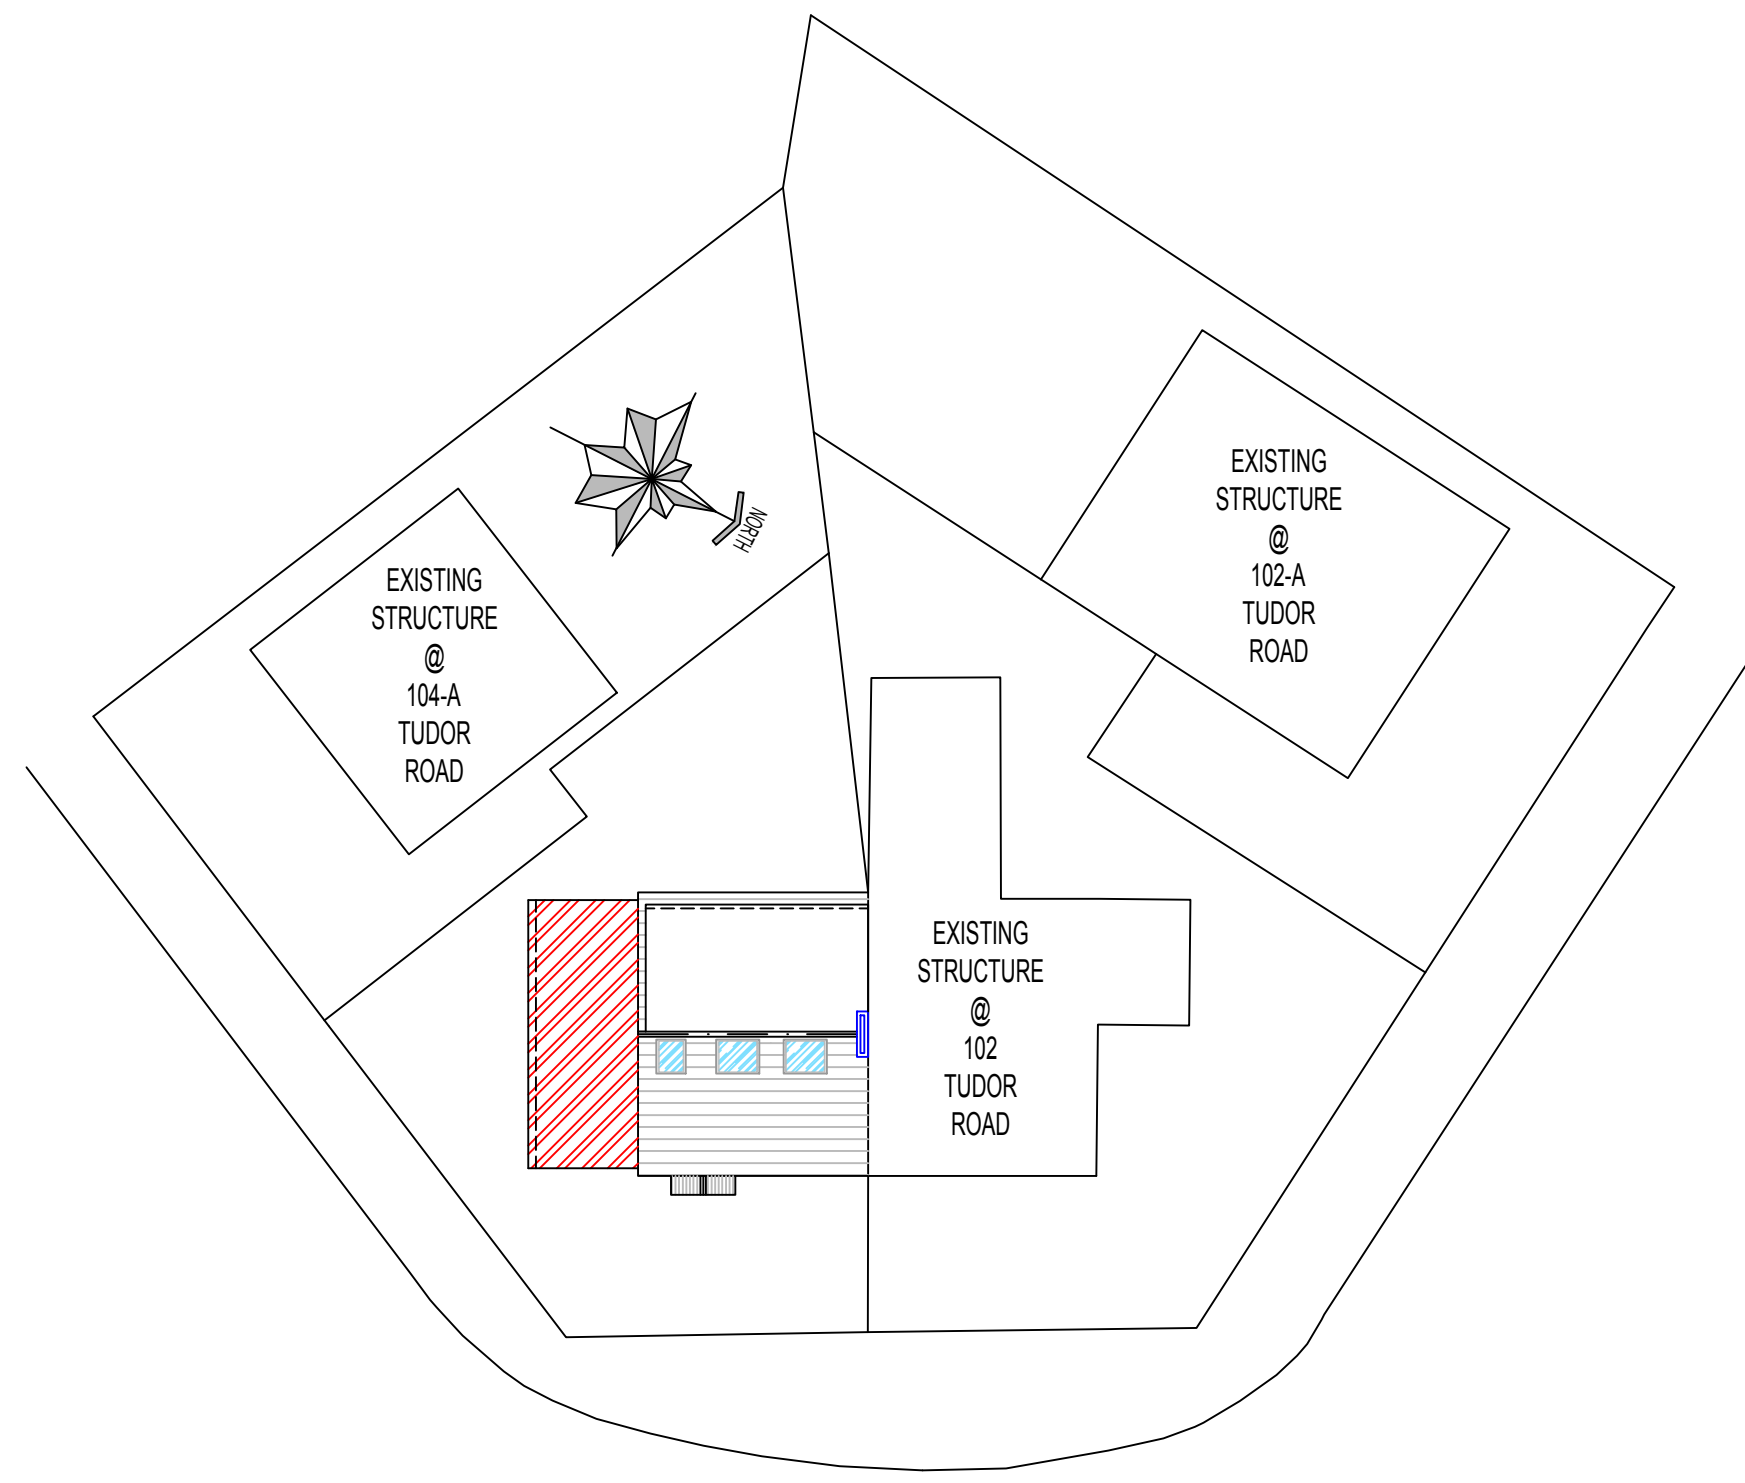 EXISTING
STRUCTURE
@
102-A
TUDOR
ROAD
NORTH
EXISTING
STRUCTURE
@
104-A
TUDOR
ROAD
EXISTING
STRUCTURE
@
102
TUDOR
ROAD